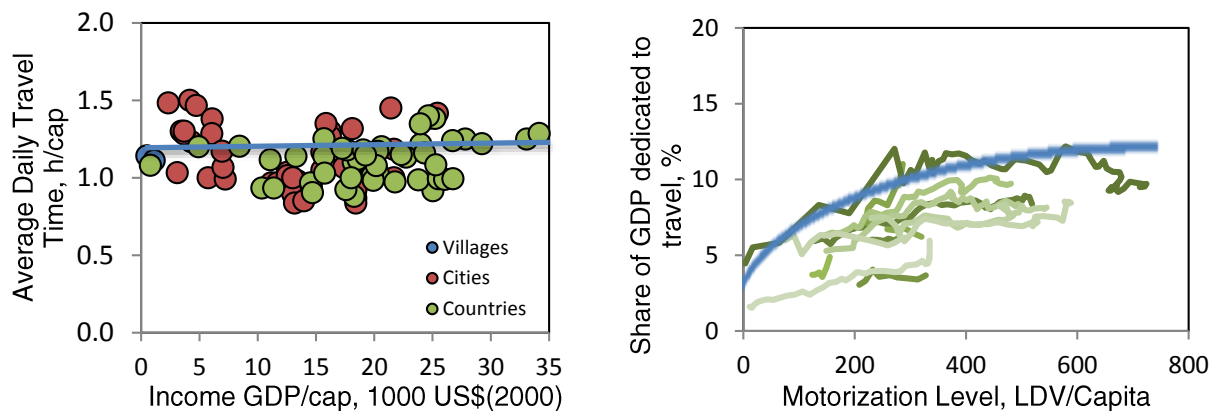 Average Daily Travel
Time, h/cap
2.0
1.5
1.0
0.5
0.0
Villages
Cities
Countries
0 5 10 15 20 25 30 35
Income GDP/cap, 1000 US$(2000)
Share of GDP dedicated to
travel, %
20
15
10
5
0
0 200 400 600 800
Motorization Level, LDV/Capita